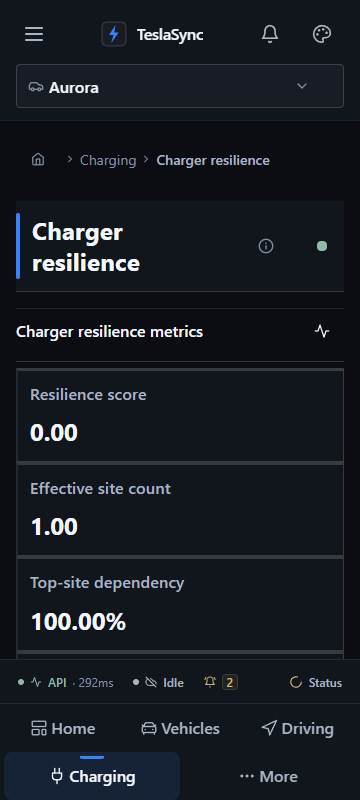 TeslaSync
Aurora
Charging
Charger resilience
Charger
resilience
Charger resilience metrics
Resilience score
0.00
Effective site count
1.00
Top-site dependency
100.00%
API · 292ms
Idle
2
Status
Home
Vehicles
Driving
Charging
More